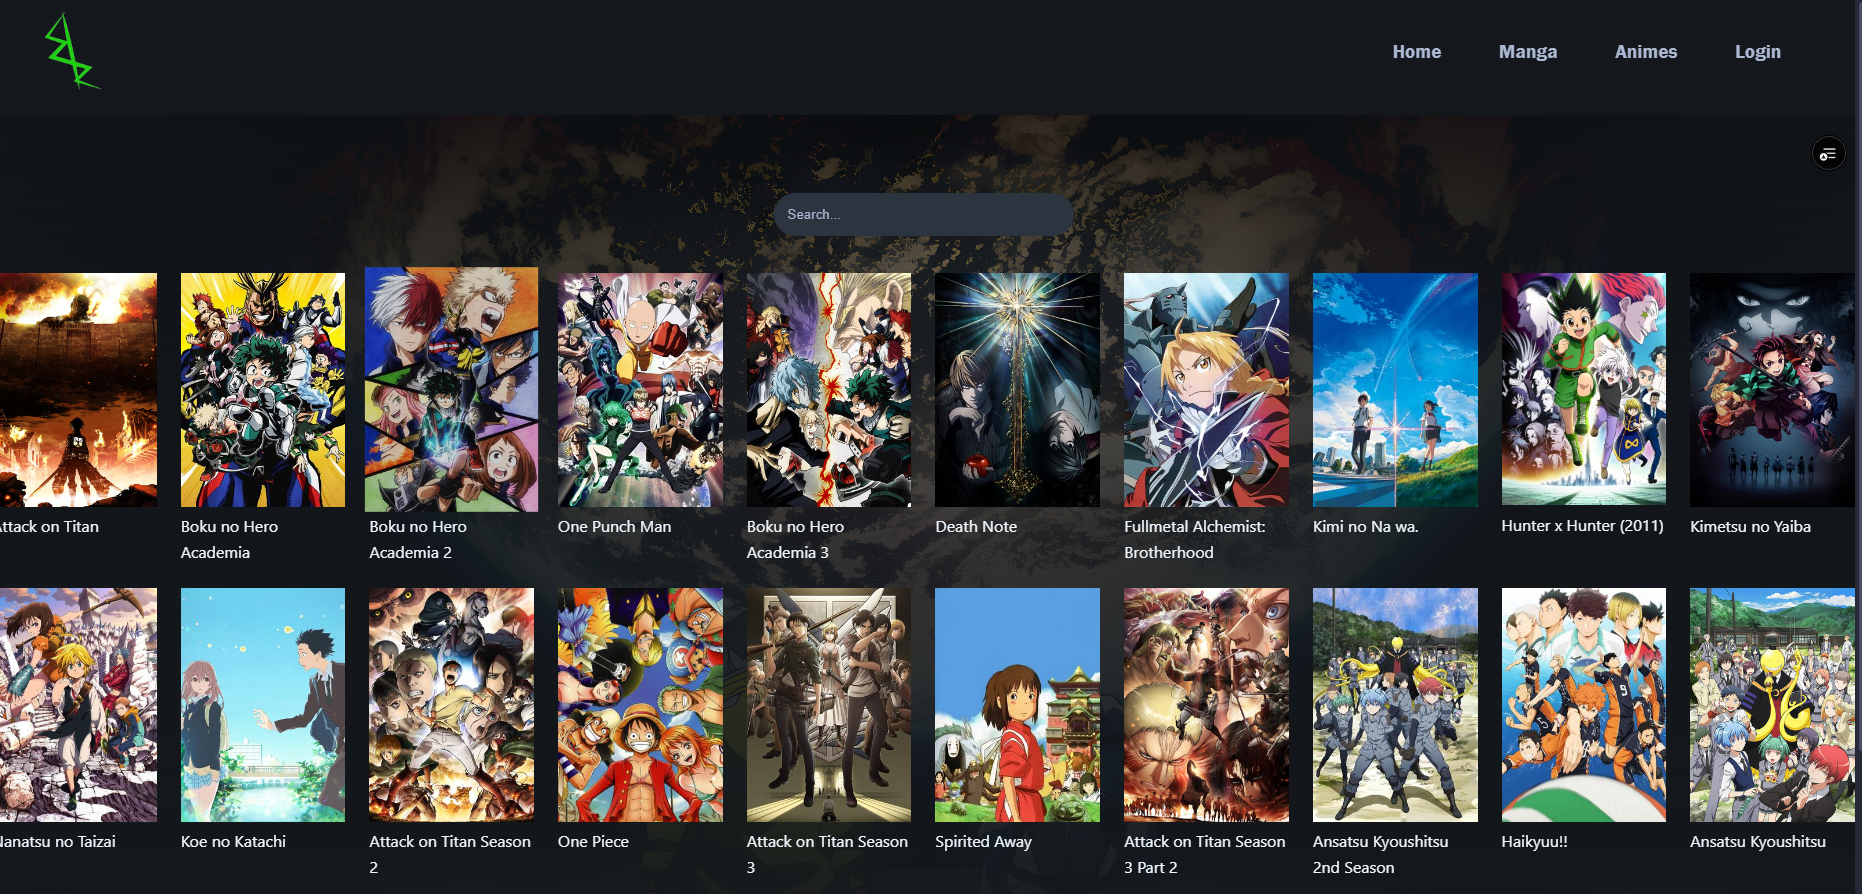 Home Manga Animes Login
Search...
ttack on Titan
Boku no Hero
Academia
Boku no Hero
Academia 2
One Punch Man
Boku no Hero
Academia 3
Death Note
Fullmetal Alchemist:
Brotherhood
Kimi no Na wa.
Hunter x Hunter (2011)
Kimetsu no Yaiba
anatsu no Taizai
Koe no Katachi
Attack on Titan Season
2
One Piece
Attack on Titan Season
3
Spirited Away
Attack on Titan Season
3 Part 2
Ansatsu Kyoushitsu
2nd Season
Haikyuu!!
Ansatsu Kyoushitsu